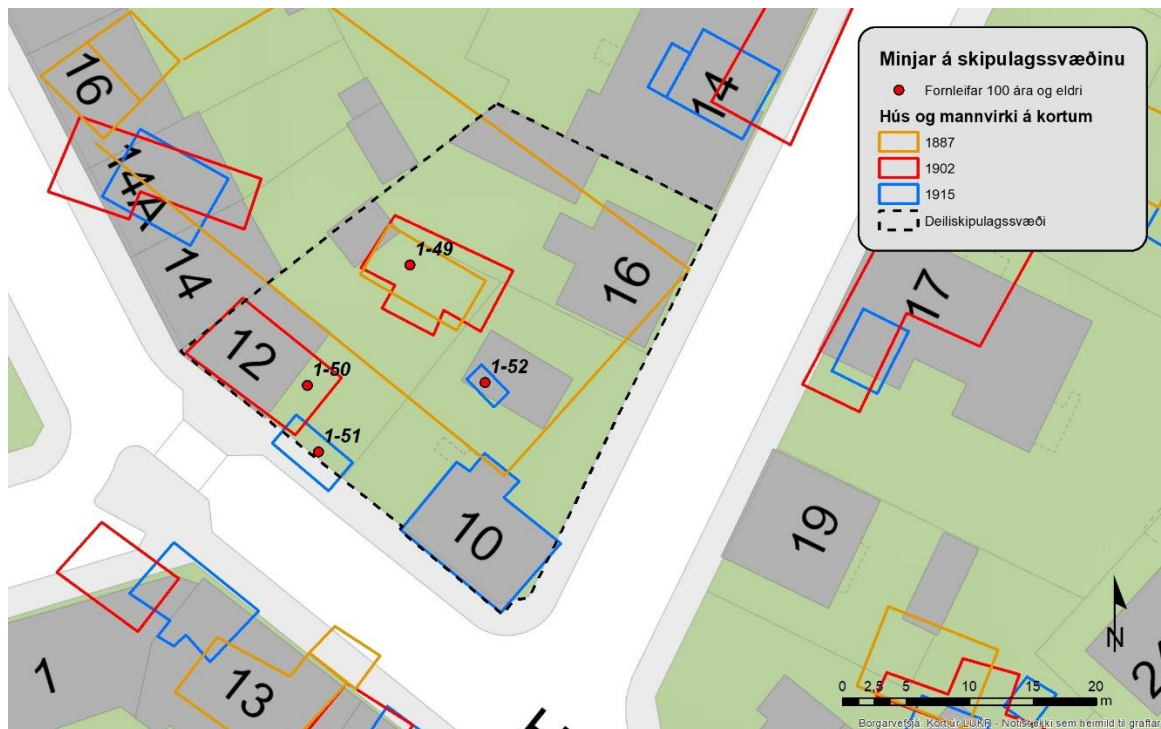 Minjar á skipulagssvæðinu
Fornleifar 100 ára og eldri
Hús og mannvirki á kortum
1887
1902
1915
Deiliskipulagssvæði
16
14A
14
12
14
1-49
16
1-50
1-52
1-51
10
17
19
1
13
N
0 2,5 5 10 15 20
m
Borgarvefsjá: Kort úr LUKR - Notist ekki sem heimild til graftar